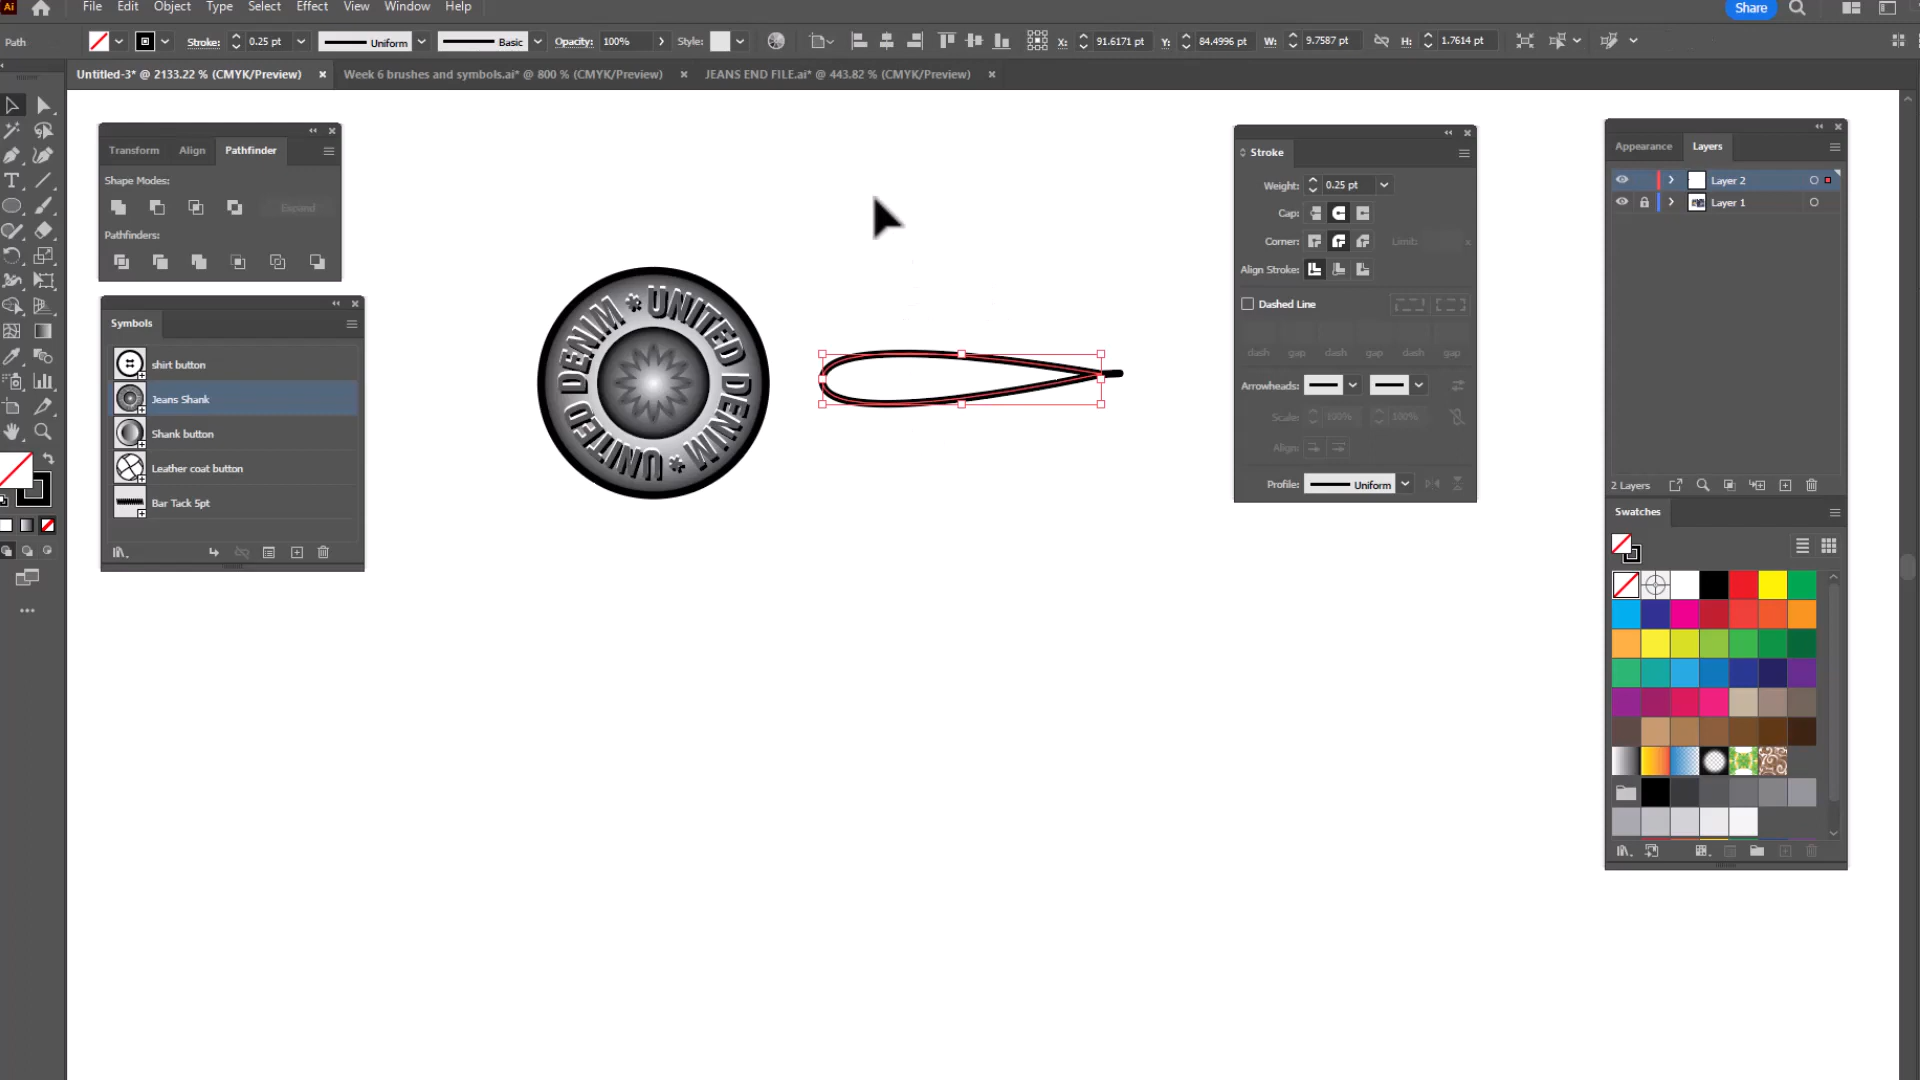 Ai File Edit Object Type Select Effect View Window Help Share
Path Stroke: 0.25 pt Uniform Basic Opacity: 100% Style: X: 91.6171 pt Y: 84.4996 pt W: 9.7587 pt H: 1.7614 pt
Untitled-3* @ 2133.22 % (CMYK/Preview) × Week 6 brushes and symbols.ai* @ 800 % (CMYK/Preview) × JEANS END FILE.ai* @ 443.82 % (CMYK/Preview) ×
Transform Align Pathfinder
Shape Modes:
Expand
Pathfinders:
Symbols
shirt button
Jeans Shank
Shank button
Leather coat button
Bar Tack 5pt
UNITED DENIM * UNITED DENIM *
Stroke
Weight: 0.25 pt
Cap:
Corner: Limit: x
Align Stroke:
Dashed Line
dash gap dash gap dash gap
Arrowheads:
Scale: 100% 100%
Align:
Profile: Uniform
Appearance Layers
Layer 2
Layer 1
2 Layers
Swatches